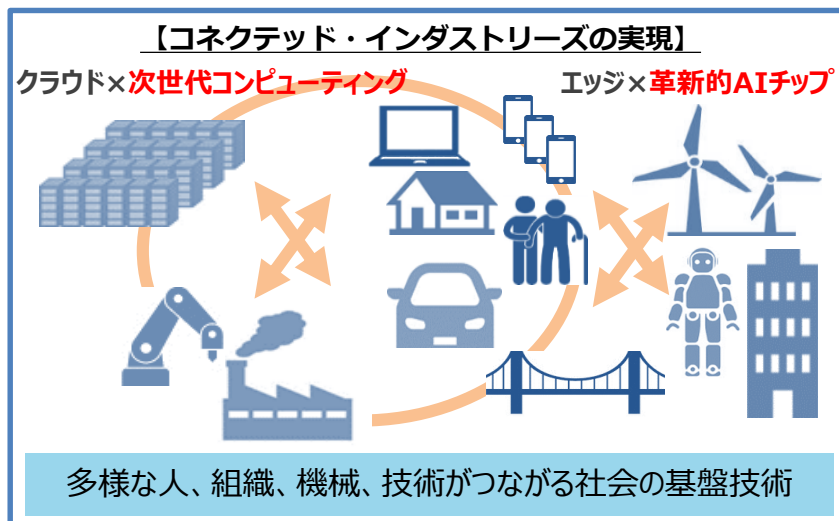 【コネクテッド・インダストリーズの実現】
クラウド×次世代コンピューティング
エッジ×革新的AIチップ
多様な人、組織、機械、技術がつながる社会の基盤技術